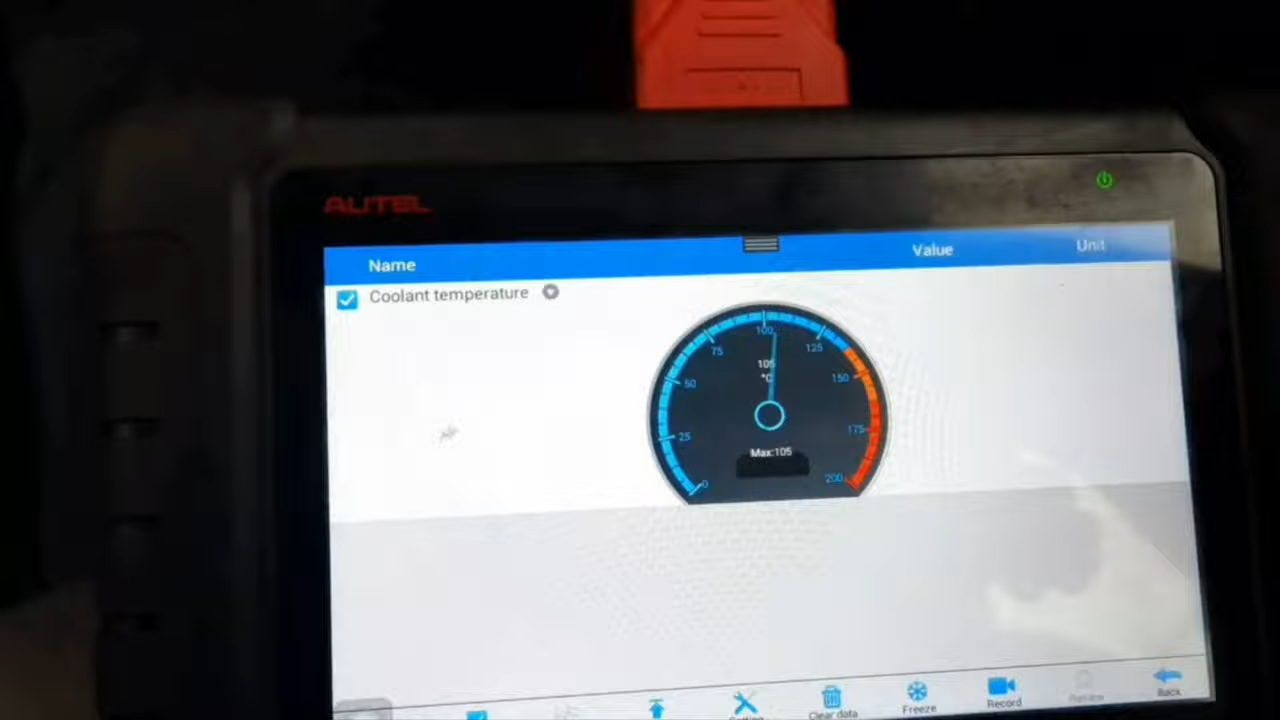 AUTEL
Name Value Unit
Coolant temperature
100
75 125
105
°C
50 150
25 175
Max:105
0 200
Clear data Freeze Record Back